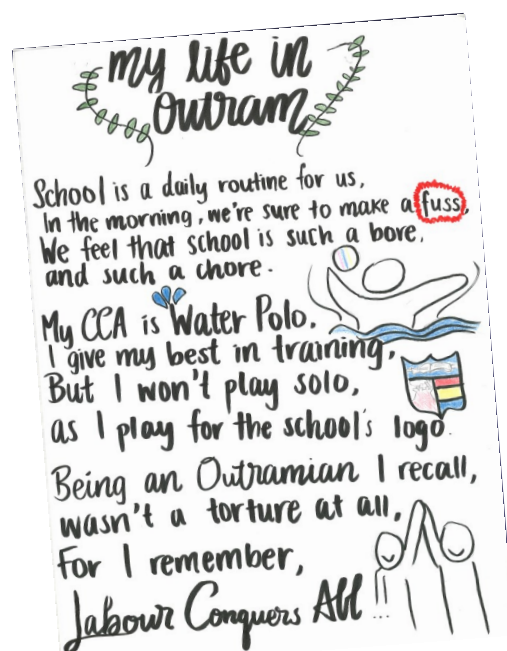 my life in
Outram
School is a daily routine for us,
In the morning, we're sure to make a fuss,
We feel that school is such a bore,
and such a chore.
My CCA is Water Polo.
I give my best in training,
But I won't play solo,
as I play for the school's logo.
Being an Outramian I recall,
wasn't a torture at all,
For I remember,
Labour Conquers All
...